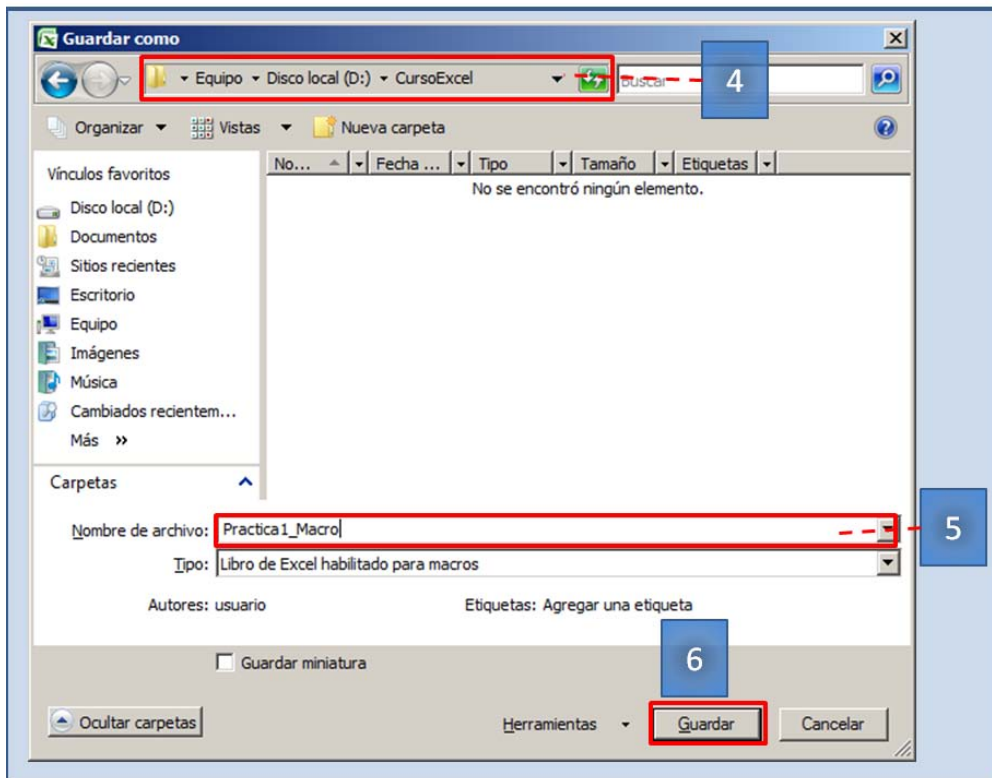 Guardar como
Equipo Disco local (D:) CursoExcel
Buscar
4
Organizar Vistas Nueva carpeta
Vínculos favoritos
No... Fecha ... Tipo Tamaño Etiquetas
No se encontró ningún elemento.
Disco local (D:)
Documentos
Sitios recientes
Escritorio
Equipo
Imágenes
Música
Cambiados recientem...
Más »
Carpetas
Nombre de archivo: Practica1_Macro
5
Tipo: Libro de Excel habilitado para macros
Autores: usuario Etiquetas: Agregar una etiqueta
Guardar miniatura
6
Ocultar carpetas Herramientas Guardar Cancelar